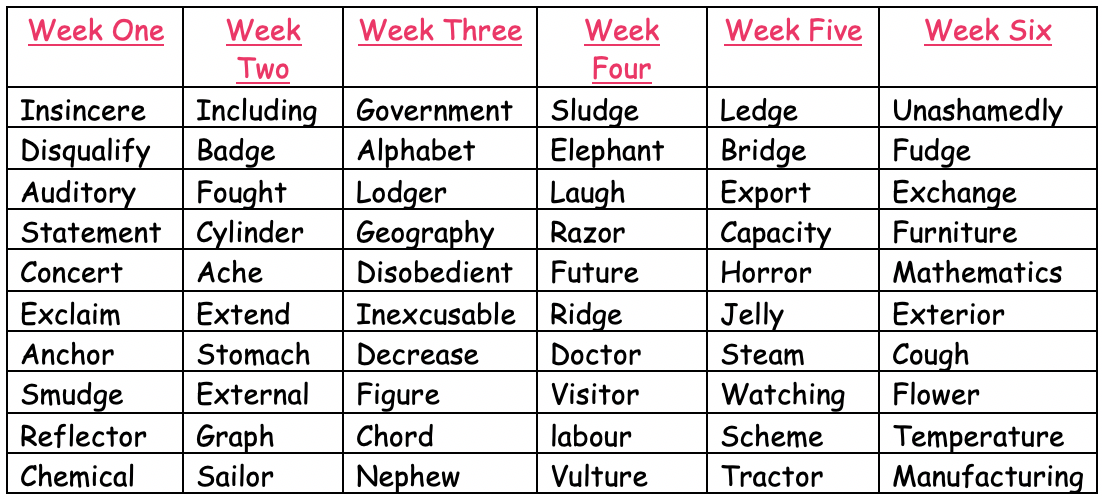 Week One Week Two Week Three Week Four Week Five Week Six
Insincere Including Government Sludge Ledge Unashamedly
Disqualify Badge Alphabet Elephant Bridge Fudge
Auditory Fought Lodger Laugh Export Exchange
Statement Cylinder Geography Razor Capacity Furniture
Concert Ache Disobedient Future Horror Mathematics
Exclaim Extend Inexcusable Ridge Jelly Exterior
Anchor Stomach Decrease Doctor Steam Cough
Smudge External Figure Visitor Watching Flower
Reflector Graph Chord labour Scheme Temperature
Chemical Sailor Nephew Vulture Tractor Manufacturing